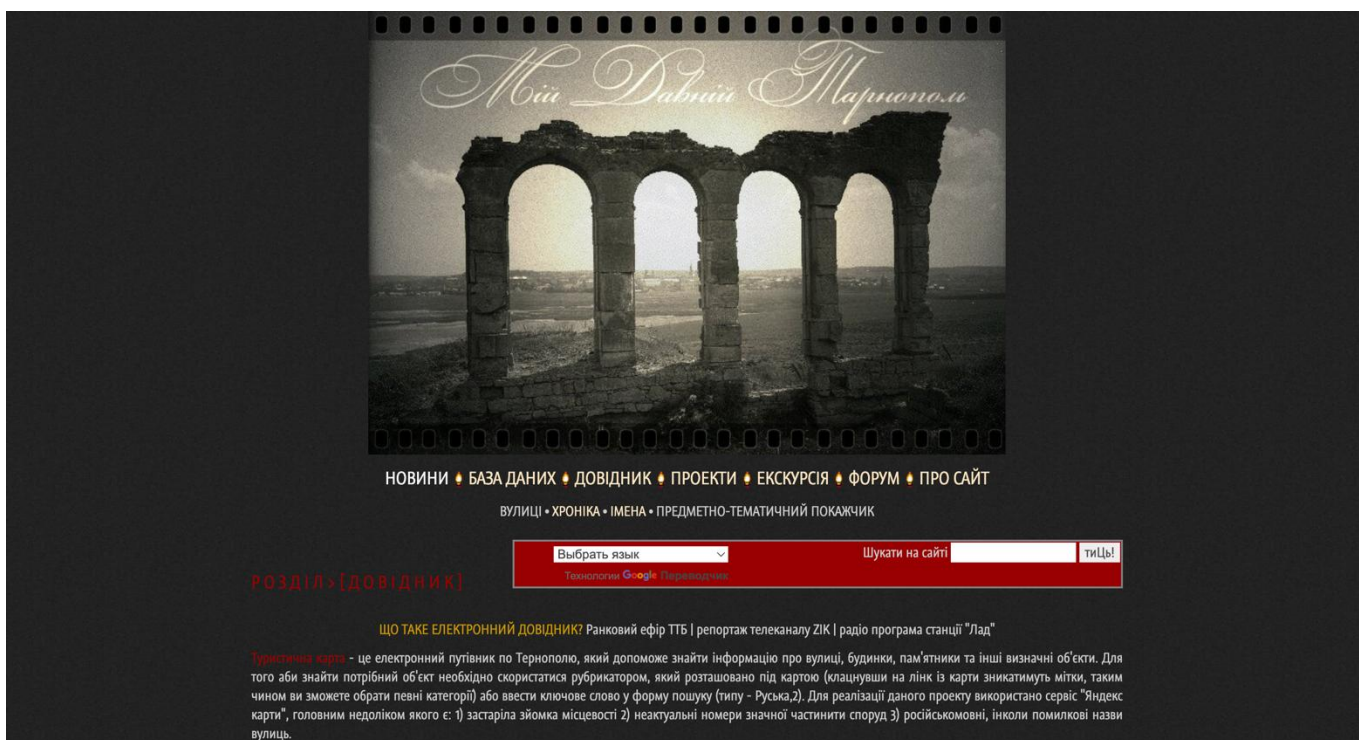 Мій Давній Тарнополь
НОВИНИ БАЗА ДАНИХ ДОВІДНИК ПРОЕКТИ ЕКСКУРСІЯ ФОРУМ ПРО САЙТ
ВУЛИЦІ • ХРОНІКА • ІМЕНА • ПРЕДМЕТНО-ТЕМАТИЧНИЙ ПОКАЖЧИК
Выбрать язык
Шукати на сайті
тиЦь!
Технологии Google Переводчик
РОЗДІЛ>[ДОВІДНИК]
ЩО ТАКЕ ЕЛЕКТРОННИЙ ДОВІДНИК? Ранковий ефір ТТБ | репортаж телеканалу ZIK | радіо програма станції "Лад"
Туристична карта - це електронний путівник по Тернополю, який допоможе знайти інформацію про вулиці, будинки, пам'ятники та інші визначні об'єкти. Для
того аби знайти потрібний об'єкт необхідно скористатися рубрикатором, який розташовано під картою (клацнувши на лінк із карти зникатимуть мітки, таким
чином ви зможете обрати певні категорії) або ввести ключове слово у форму пошуку (типу - Руська,2). Для реалізації даного проекту використано сервіс "Яндекс
карти", головним недоліком якого є: 1) застаріла зйомка місцевості 2) неактуальні номери значної частинити споруд 3) російськомовні, інколи помилкові назви
вулиць.